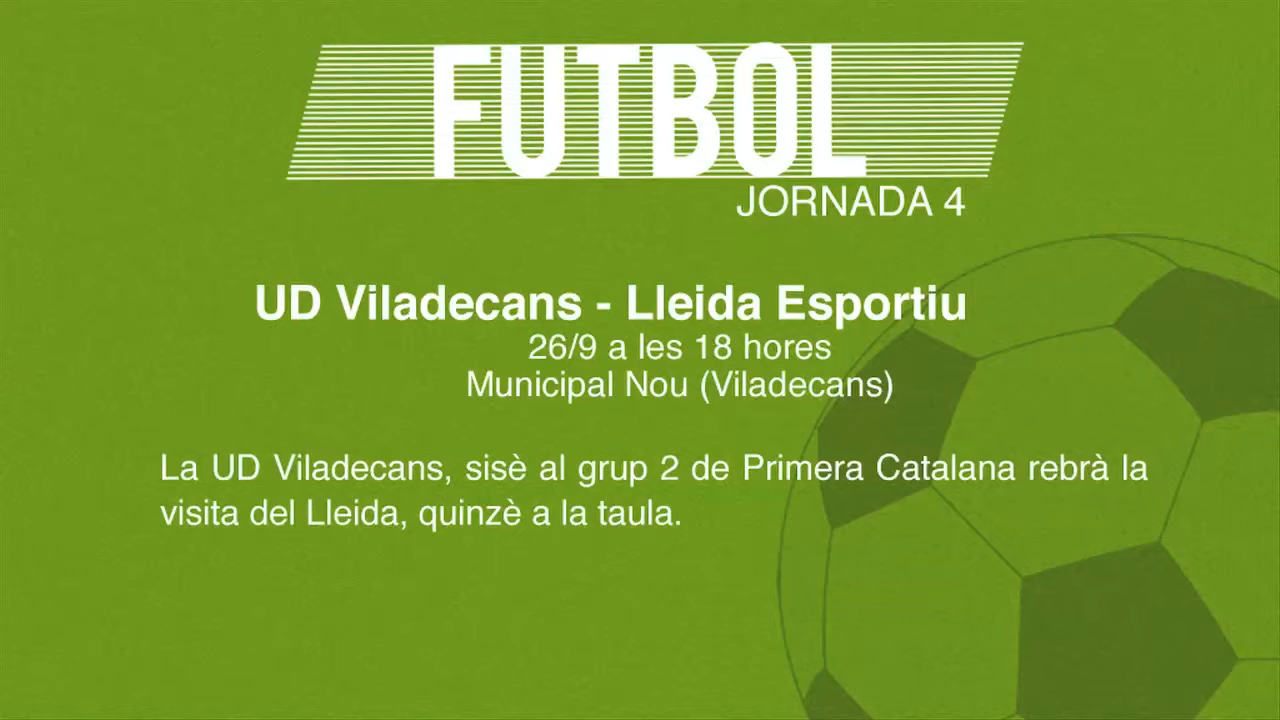 FUTBOL
JORNADA 4
UD Viladecans - Lleida Esportiu
26/9 a les 18 hores
Municipal Nou (Viladecans)
La UD Viladecans, sisè al grup 2 de Primera Catalana rebrà la
visita del Lleida, quinzè a la taula.